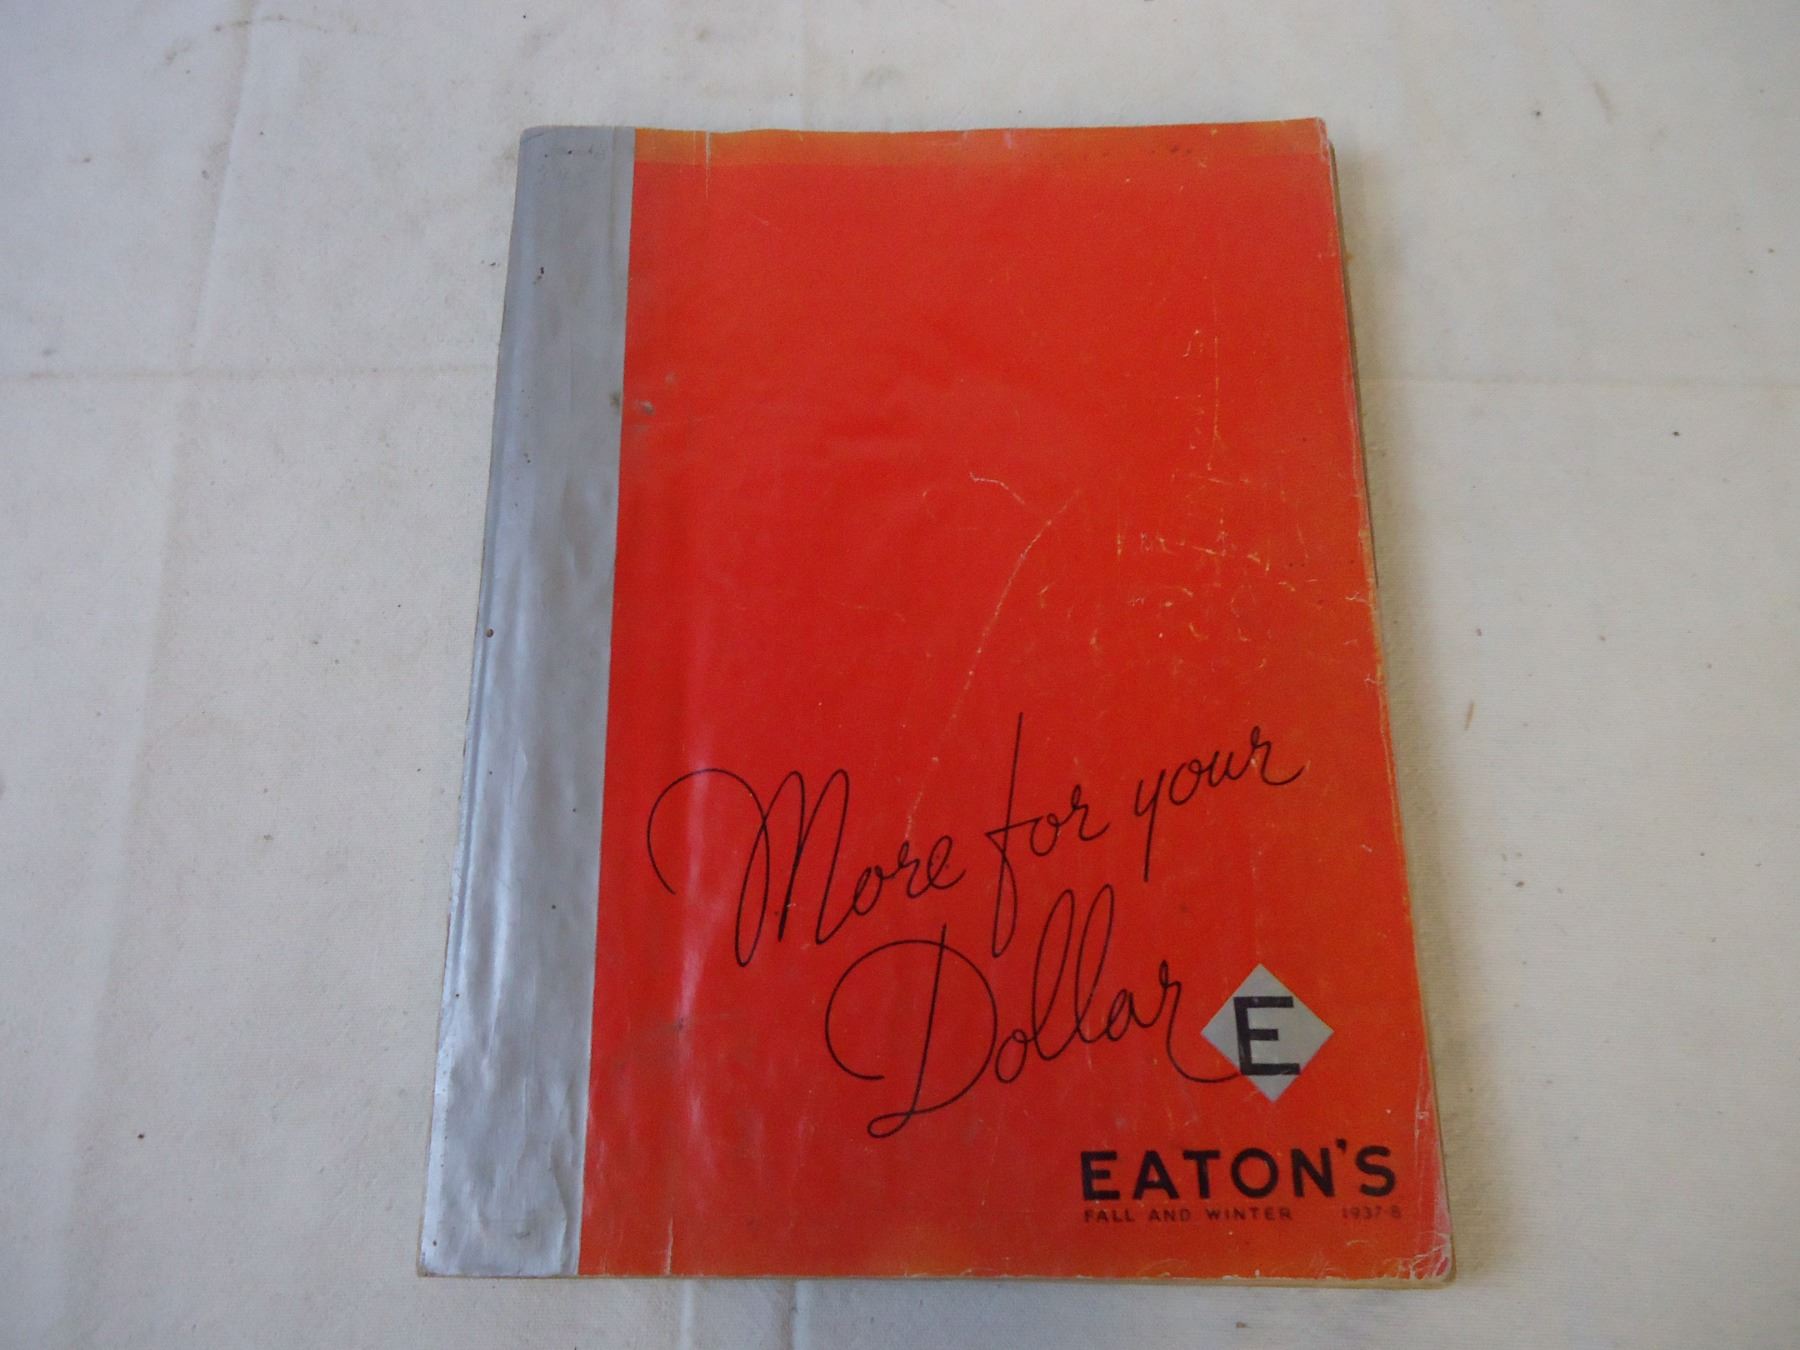 More for your
Dollar
E
EATON'S
FALL AND WINTER 1937-8